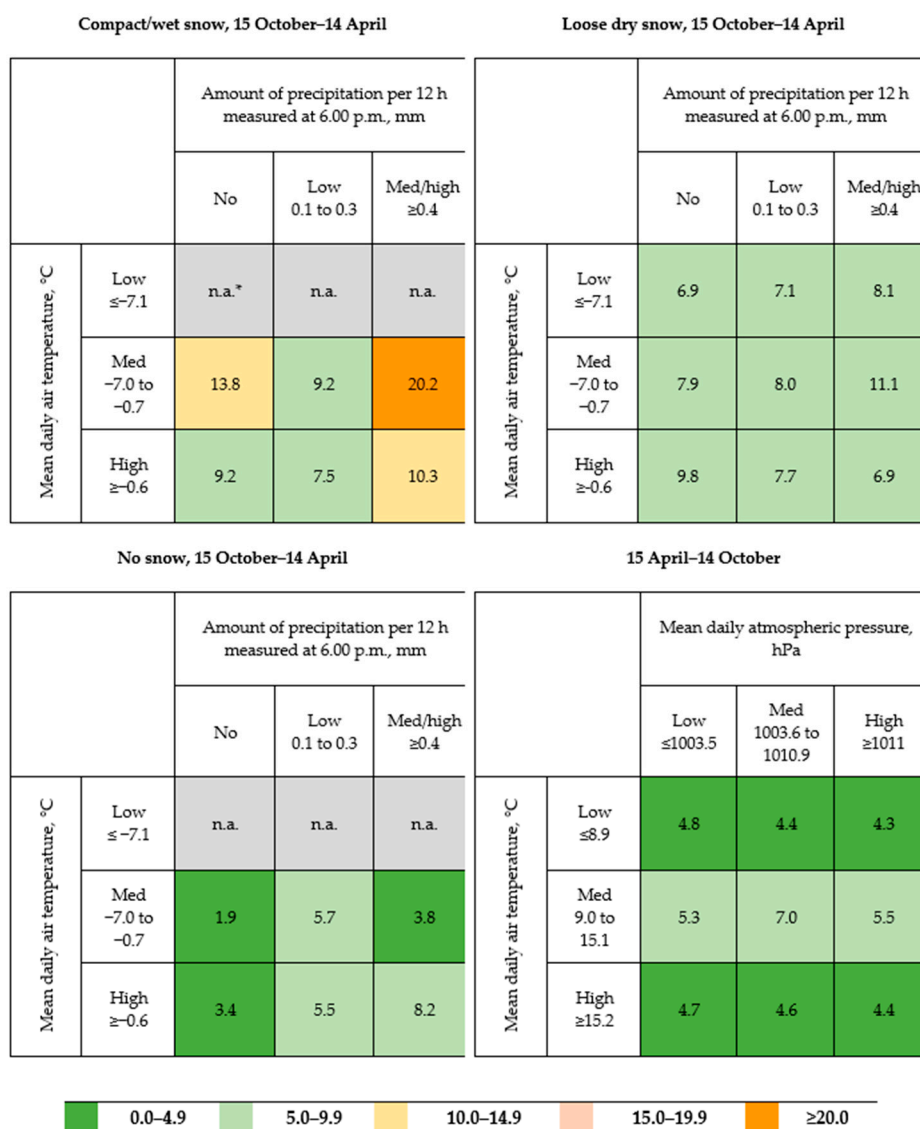 Compact/wet snow, 15 October–14 April
Amount of precipitation per 12 h
measured at 6.00 p.m., mm
No
Low
0.1 to 0.3
Med/high
≥0.4
Mean daily air temperature, °C
Low
≤−7.1
n.a.*
n.a.
n.a.
Med
−7.0 to
−0.7
13.8
9.2
20.2
High
≥−0.6
9.2
7.5
10.3
Loose dry snow, 15 October–14 April
Amount of precipitation per 12 h
measured at 6.00 p.m., mm
No
Low
0.1 to 0.3
Med/high
≥0.4
Mean daily air temperature, °C
Low
≤−7.1
6.9
7.1
8.1
Med
−7.0 to
−0.7
7.9
8.0
11.1
High
≥-0.6
9.8
7.7
6.9
No snow, 15 October–14 April
Amount of precipitation per 12 h
measured at 6.00 p.m., mm
No
Low
0.1 to 0.3
Med/high
≥0.4
Mean daily air temperature, °C
Low
≤ −7.1
n.a.
n.a.
n.a.
Med
−7.0 to
−0.7
1.9
5.7
3.8
High
≥−0.6
3.4
5.5
8.2
15 April–14 October
Mean daily atmospheric pressure,
hPa
Low
≤1003.5
Med
1003.6 to
1010.9
High
≥1011
Mean daily air temperature, °C
Low
≤8.9
4.8
4.4
4.3
Med
9.0 to
15.1
5.3
7.0
5.5
High
≥15.2
4.7
4.6
4.4
0.0–4.9
5.0–9.9
10.0–14.9
15.0–19.9
≥20.0